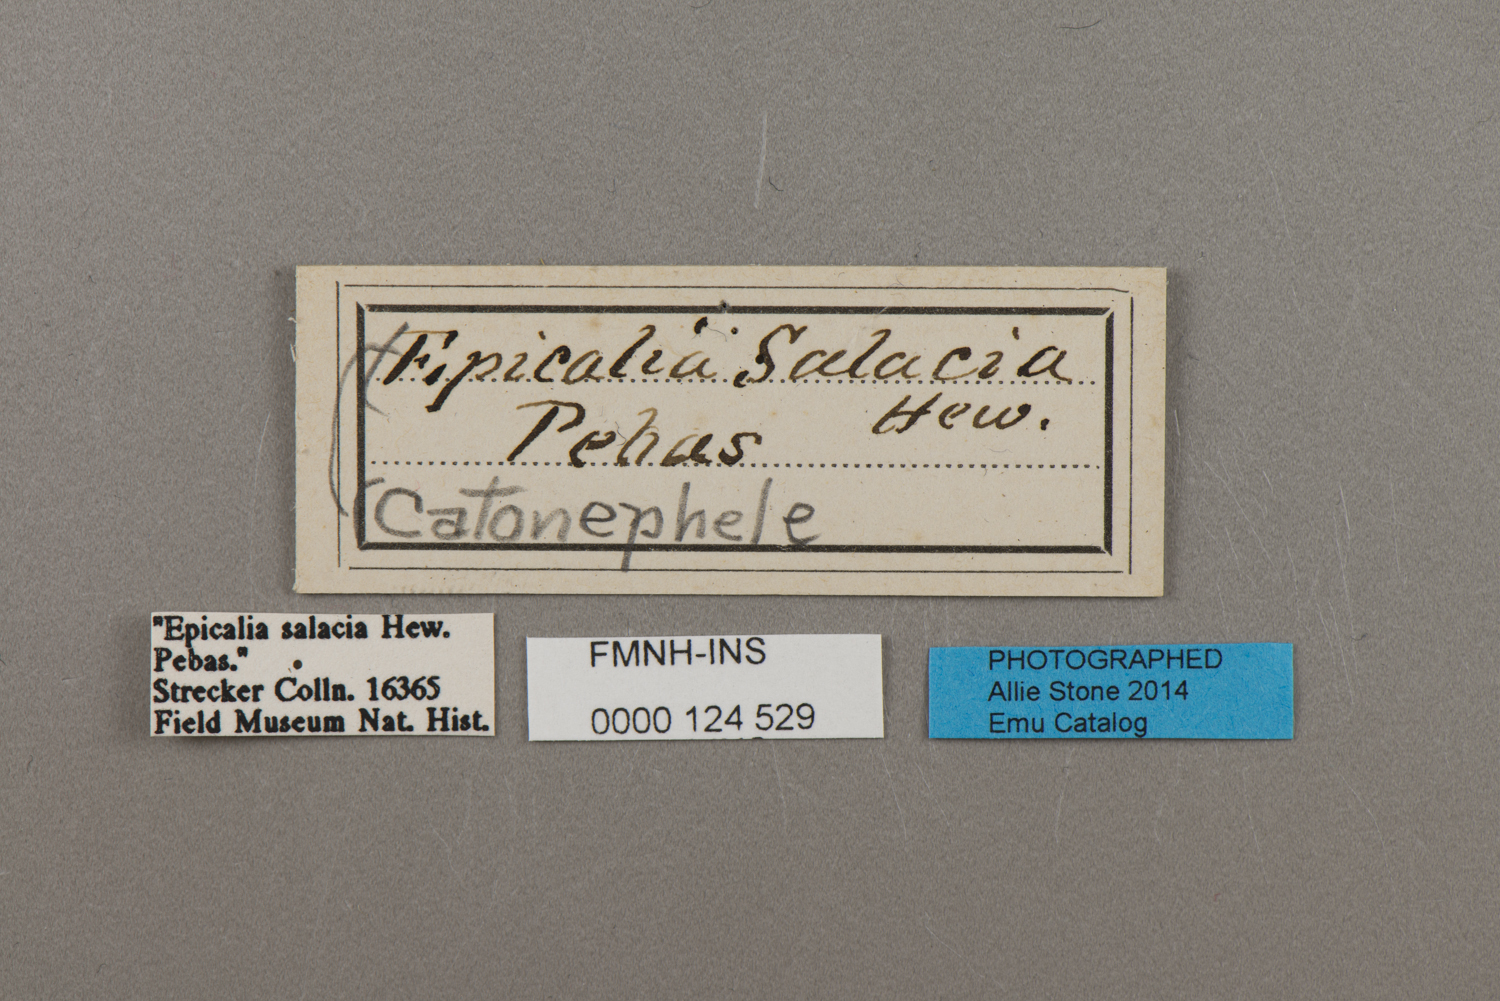 Epicalia Salacia
Hew.
Pebas
Catonephele
"Epicalia salacia Hew.
Pebas."
Strecker Colln. 16365
Field Museum Nat. Hist.
FMNH-INS
0000 124 529
PHOTOGRAPHED
Allie Stone 2014
Emu Catalog